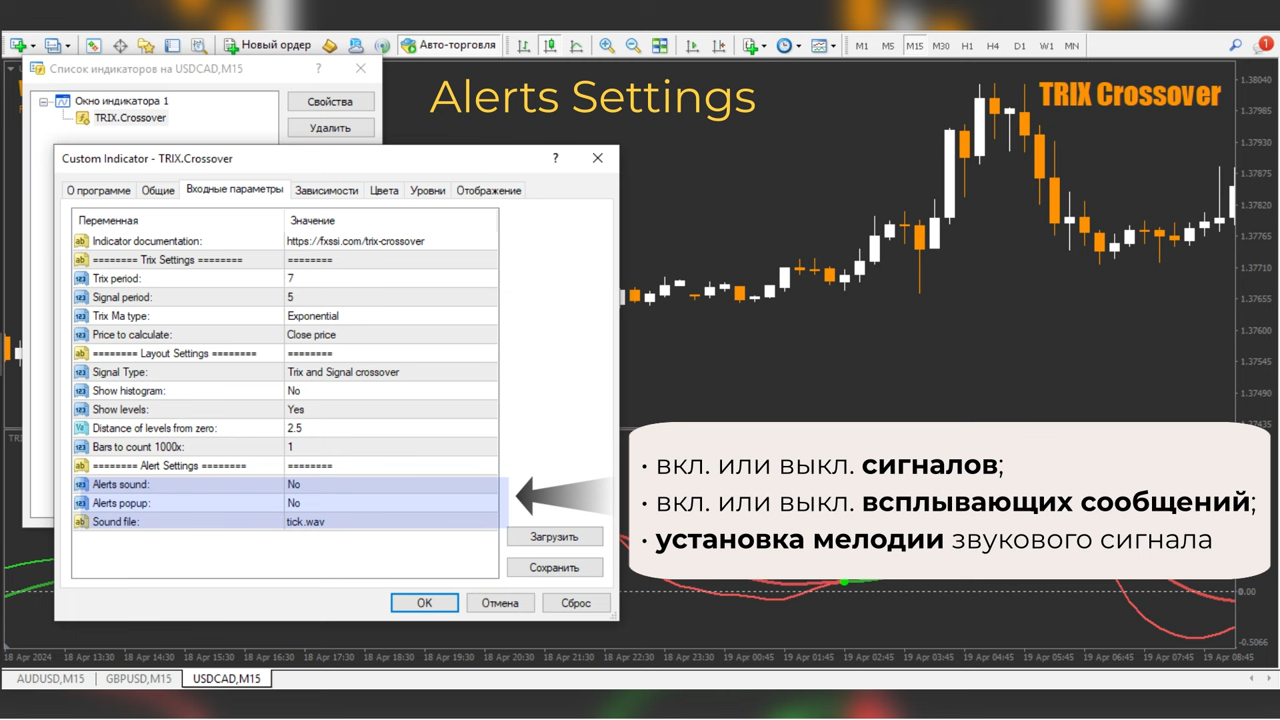 Новый ордер
Авто-торговля
M1 M5 M15 M30 H1 H4 D1 W1 MN
1
Список индикаторов на USDCAD,M15
?
Окно индикатора 1
TRIX.Crossover
Свойства
Удалить
Alerts Settings
TRIX Crossover
Custom Indicator - TRIX.Crossover
?
О программе Общие Входные параметры Зависимости Цвета Уровни Отображение
Переменная Значение
Indicator documentation: https://fxssi.com/trix-crossover
======== Trix Settings ======== ========
Trix period: 7
Signal period: 5
Trix Ma type: Exponential
Price to calculate: Close price
======== Layout Settings ======== ========
Signal Type: Trix and Signal crossover
Show histogram: No
Show levels: Yes
Distance of levels from zero: 2.5
Bars to count 1000x: 1
======== Alert Settings ======== ========
Alerts sound: No
Alerts popup: No
Sound file: tick.wav
Загрузить
Сохранить
OK Отмена Сброс
• вкл. или выкл. сигналов;
• вкл. или выкл. всплывающих сообщений;
• установка мелодии звукового сигнала
1.38040
1.37985
1.37930
1.37875
1.37820
1.37765
1.37710
1.37655
1.37600
1.37545
1.37490
1.37435
0.00
-0.5066
18 Apr 2024 18 Apr 13:30 18 Apr 14:30 18 Apr 15:30 18 Apr 16:30 18 Apr 17:30 18 Apr 18:30 18 Apr 19:30 18 Apr 20:30 18 Apr 21:30 18 Apr 22:30 18 Apr 23:30 19 Apr 00:45 19 Apr 01:45 19 Apr 02:45 19 Apr 03:45 19 Apr 04:45 19 Apr 05:45 19 Apr 06:45 19 Apr 07:45 19 Apr 08:45
AUDUSD,M15 GBPUSD,M15 USDCAD,M15